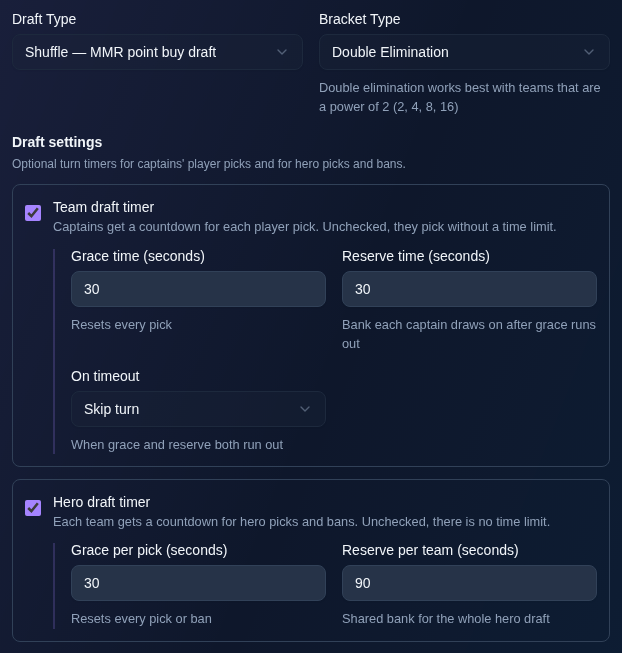 Draft Type
Bracket Type
Shuffle — MMR point buy draft
Double Elimination
Double elimination works best with teams that are
a power of 2 (2, 4, 8, 16)
Draft settings
Optional turn timers for captains' player picks and for hero picks and bans.
Team draft timer
Captains get a countdown for each player pick. Unchecked, they pick without a time limit.
Grace time (seconds)
Reserve time (seconds)
30
30
Resets every pick
Bank each captain draws on after grace runs
out
On timeout
Skip turn
When grace and reserve both run out
Hero draft timer
Each team gets a countdown for hero picks and bans. Unchecked, there is no time limit.
Grace per pick (seconds)
Reserve per team (seconds)
30
90
Resets every pick or ban
Shared bank for the whole hero draft